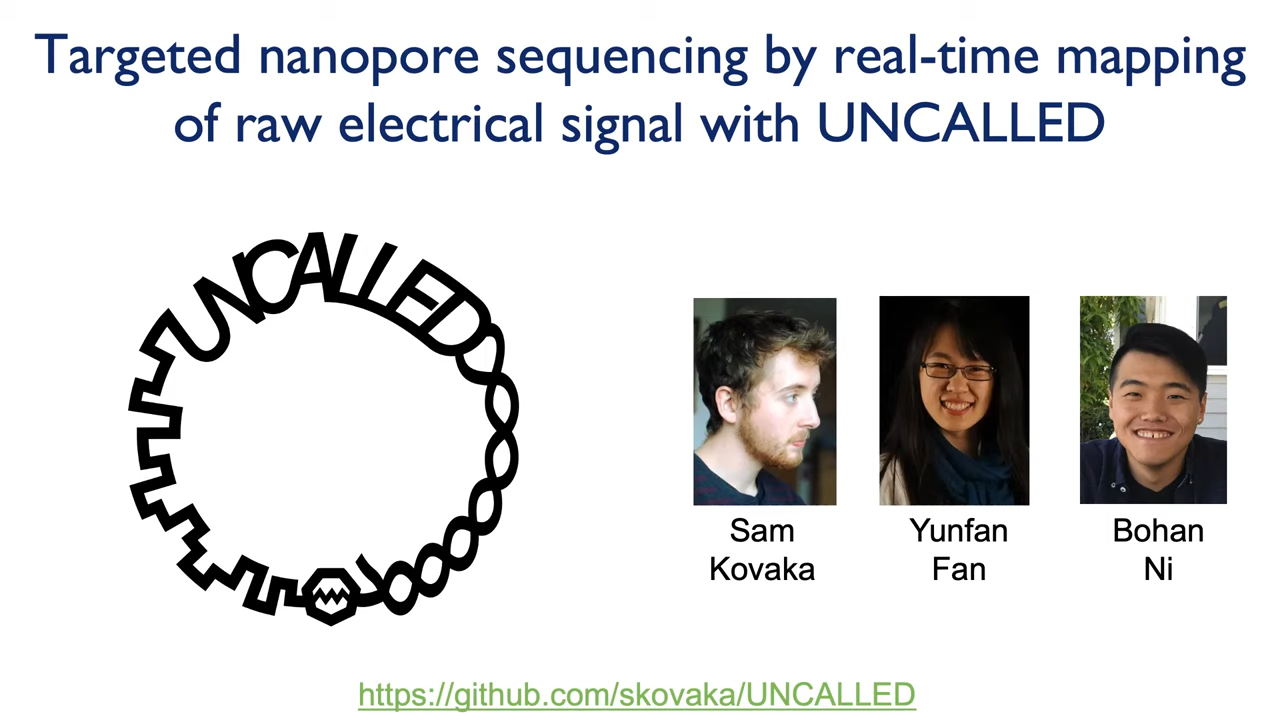 Targeted nanopore sequencing by real-time mapping
of raw electrical signal with UNCALLED
UNCALLED
Sam
Kovaka
Yunfan
Fan
Bohan
Ni
https://github.com/skovaka/UNCALLED